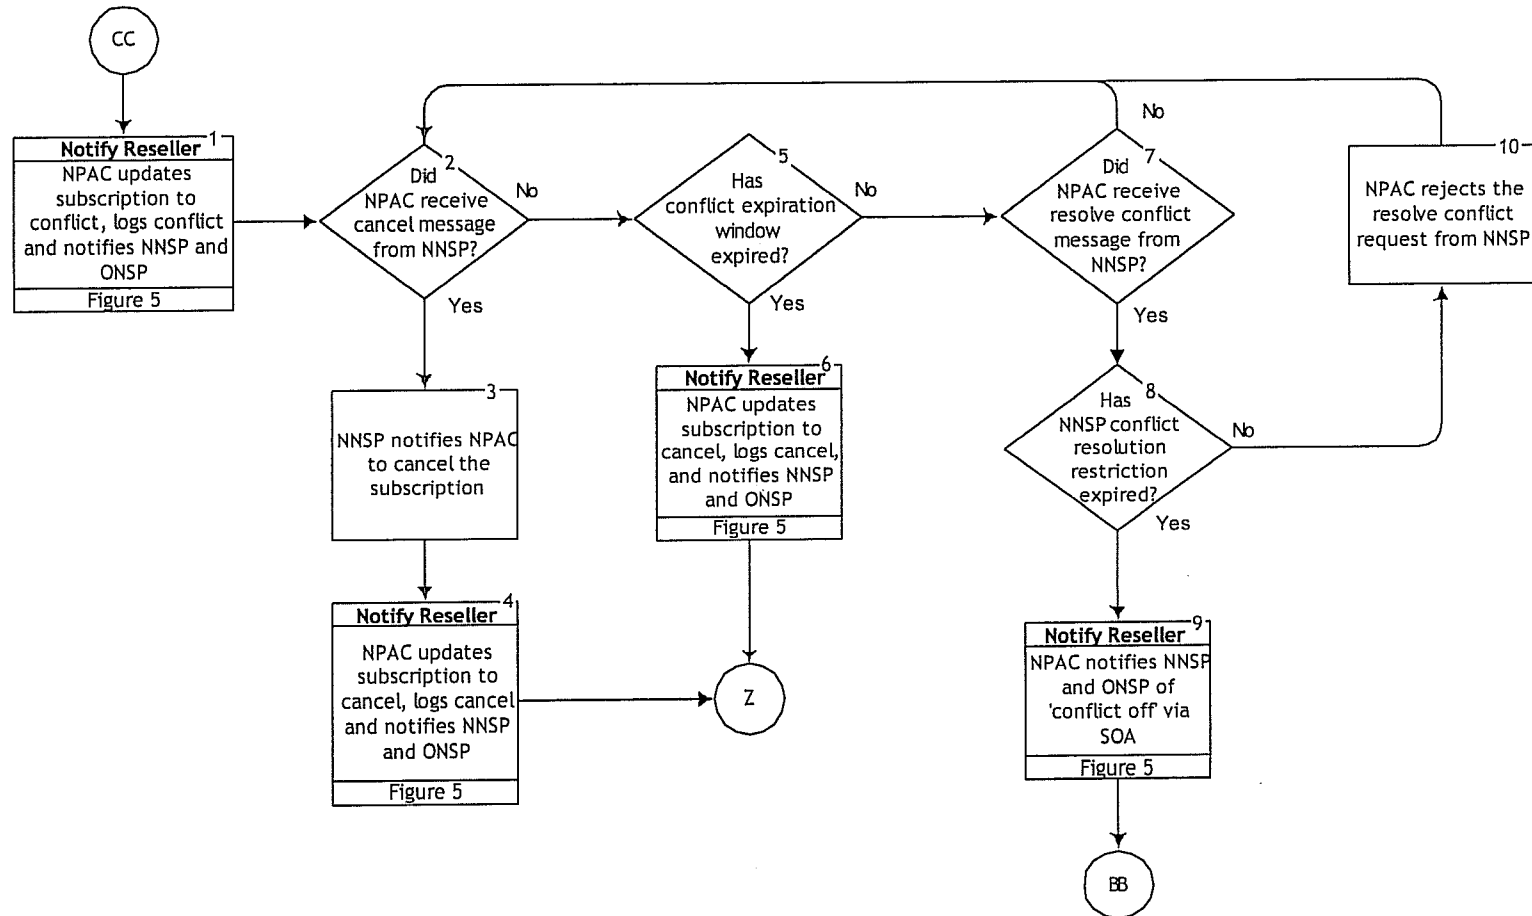 CC
1
Notify Reseller
NPAC updates
subscription to
conflict, logs conflict
and notifies NNSP and
ONSP
Figure 5
2
Did
NPAC receive
cancel message
from NNSP?
No
Yes
3
NNSP notifies NPAC
to cancel the
subscription
4
Notify Reseller
NPAC updates
subscription to
cancel, logs cancel
and notifies NNSP
and ONSP
Figure 5
5
Has
conflict expiration
window
expired?
No
Yes
6
Notify Reseller
NPAC updates
subscription to
cancel, logs cancel,
and notifies NNSP
and ONSP
Figure 5
Z
7
Did
NPAC receive
resolve conflict
message from
NNSP?
No
Yes
8
Has
NNSP conflict
resolution
restriction
expired?
No
Yes
9
Notify Reseller
NPAC notifies NNSP
and ONSP of
'conflict off' via
SOA
Figure 5
BB
10
NPAC rejects the
resolve conflict
request from NNSP